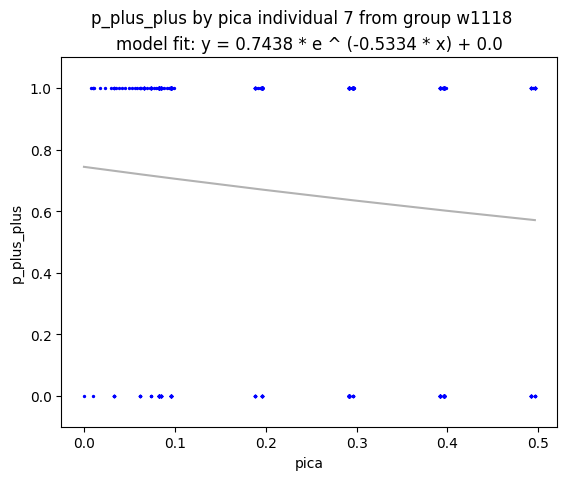 p_plus_plus by pica individual 7 from group w1118
model fit: y = 0.7438 * e ^ (-0.5334 * x) + 0.0
1.0
0.8
0.6
0.4
0.2
0.0
p_plus_plus
0.0 0.1 0.2 0.3 0.4 0.5
pica